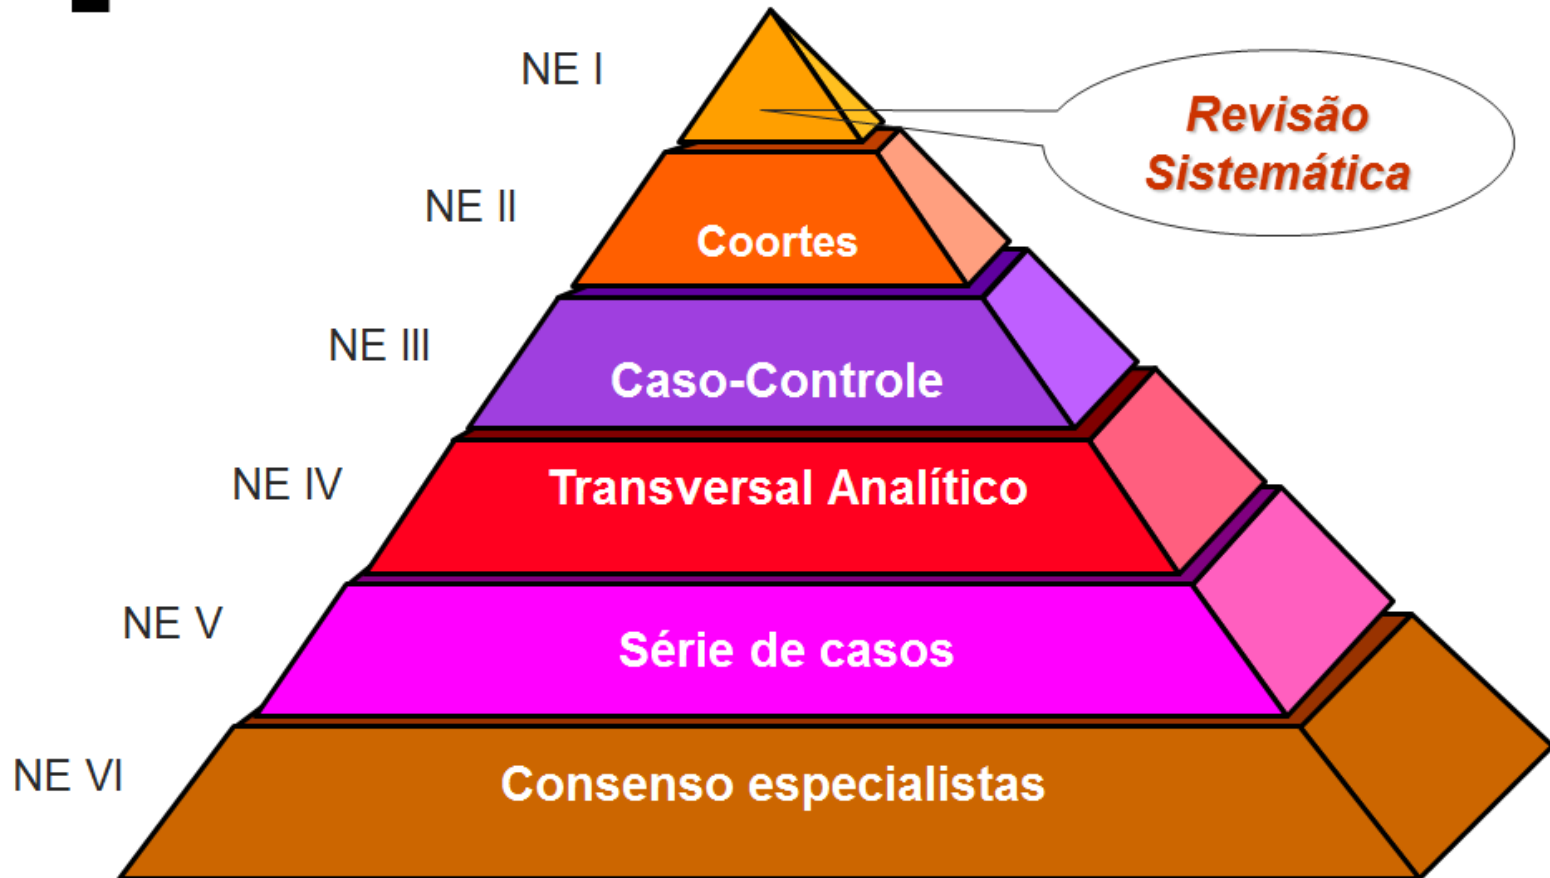 NE I
Revisão
Sistemática
NE II
Coortes
NE III
Caso-Controle
NE IV
Transversal Analítico
NE V
Série de casos
NE VI
Consenso especialistas